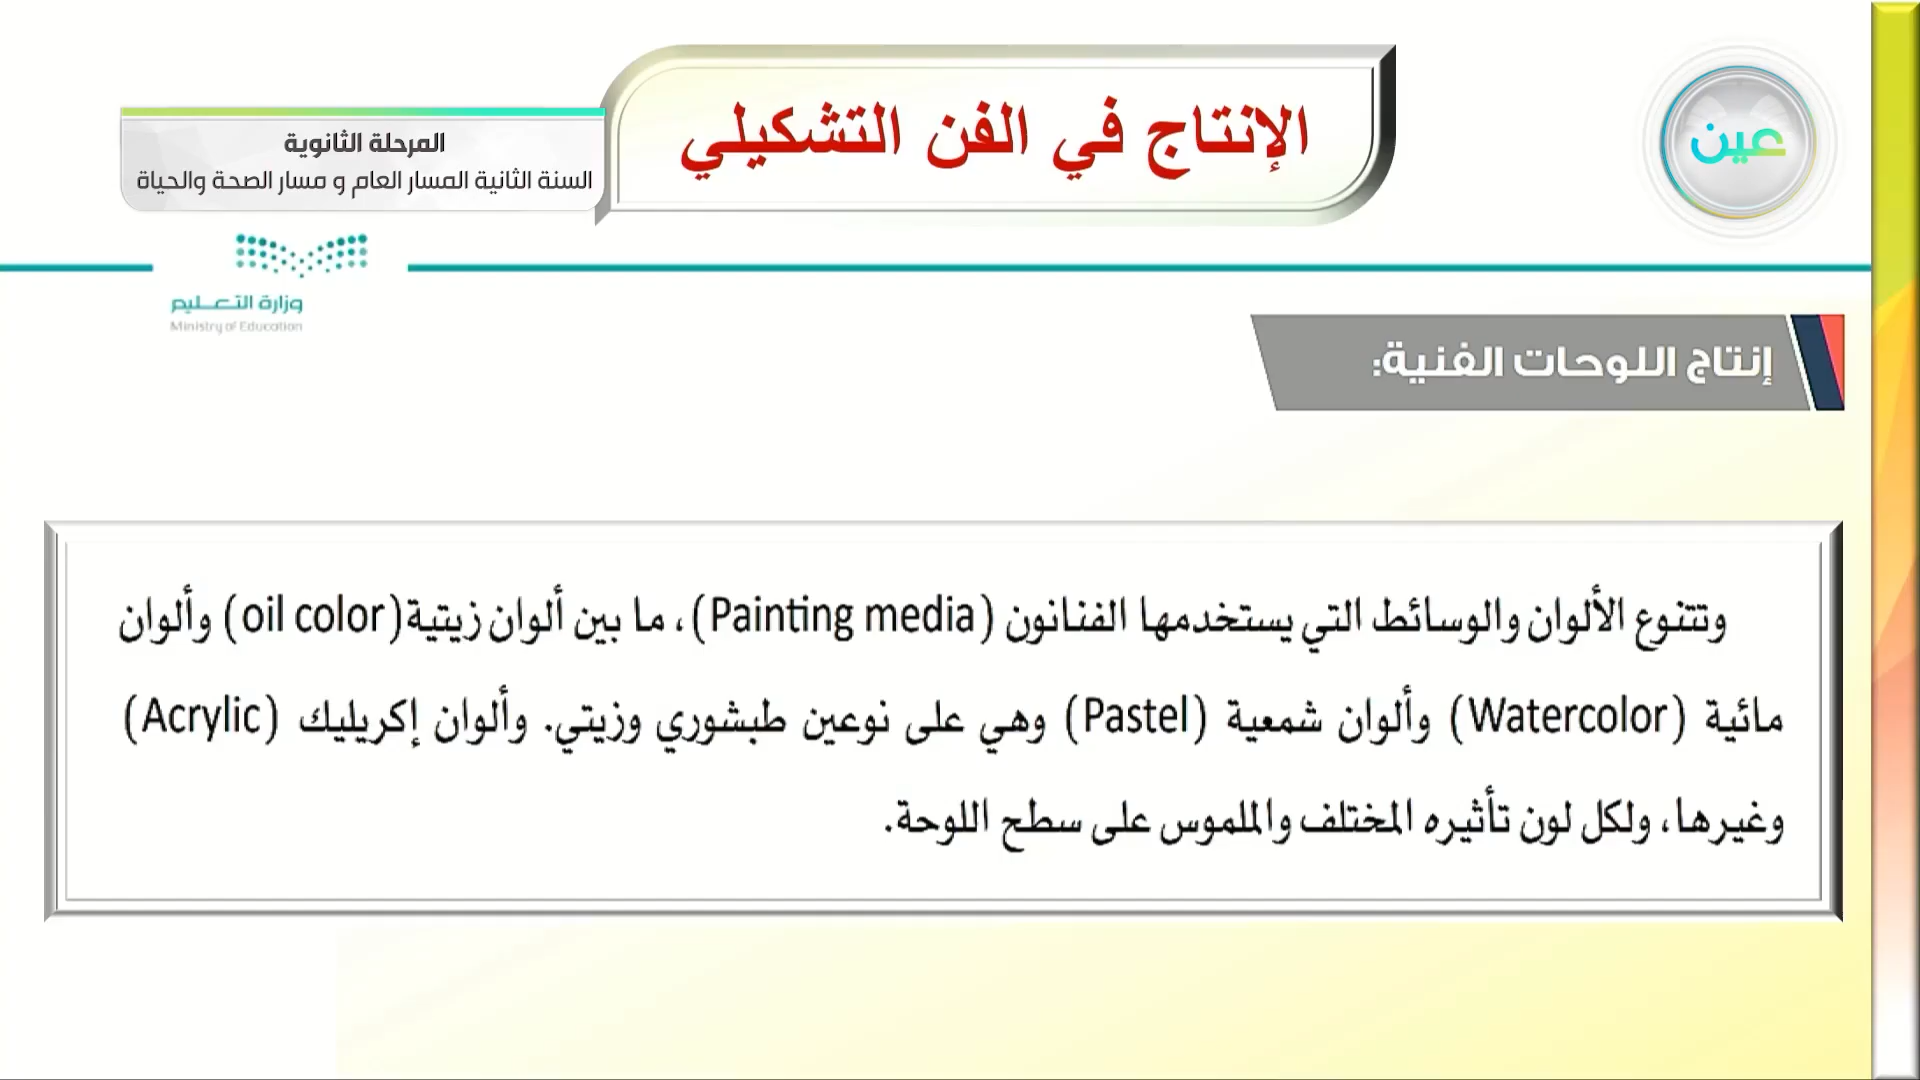 عين
الإنتاج في الفن التشكيلي
المرحلة الثانوية
السنة الثانية المسار العام و مسار الصحة والحياة
وزارة التعـــليم
Ministry of Education
إنتاج اللوحات الفنية:
وتتنوع الألوان والوسائط التي يستخدمها الفنانون (Painting media)، ما بين ألوان زيتية(oil color) وألوان
مائية (Watercolor) وألوان شمعية (Pastel) وهي على نوعين طبشوري وزيتي. وألوان إكريليك (Acrylic)
وغيرها، ولكل لون تأثيره المختلف والملموس على سطح اللوحة.